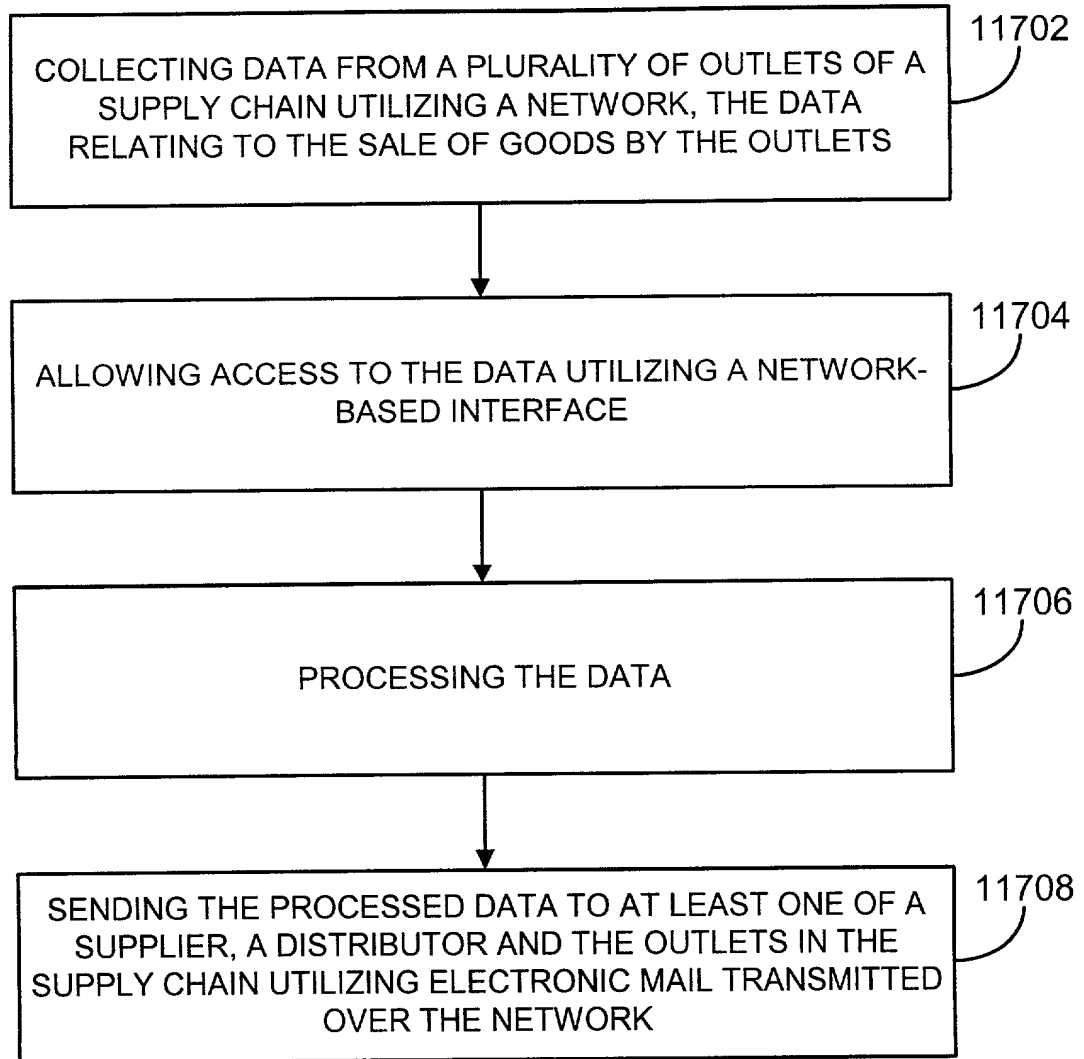 11702
COLLECTING DATA FROM A PLURALITY OF OUTLETS OF A
SUPPLY CHAIN UTILIZING A NETWORK, THE DATA
RELATING TO THE SALE OF GOODS BY THE OUTLETS
11704
ALLOWING ACCESS TO THE DATA UTILIZING A NETWORK-
BASED INTERFACE
11706
PROCESSING THE DATA
11708
SENDING THE PROCESSED DATA TO AT LEAST ONE OF A
SUPPLIER, A DISTRIBUTOR AND THE OUTLETS IN THE
SUPPLY CHAIN UTILIZING ELECTRONIC MAIL TRANSMITTED
OVER THE NETWORK